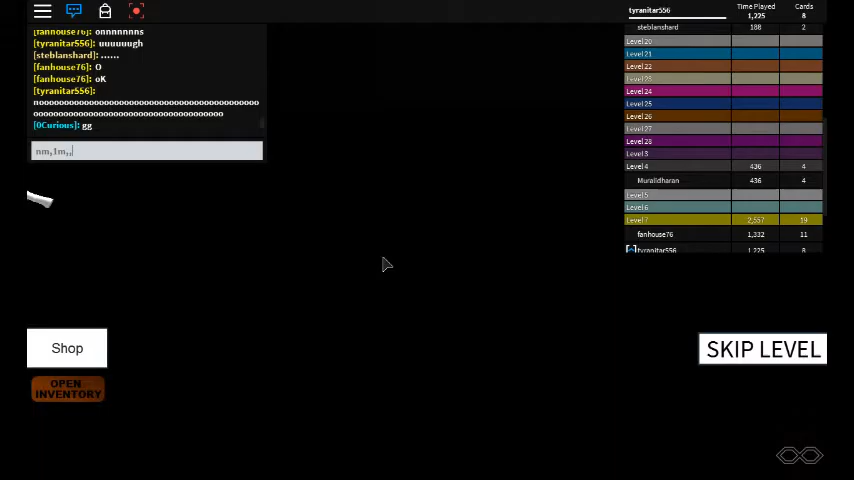 [fanhouse76]: onnnnnnns
[tyranitar556]: uuuuuugh
[steblanshard]: ......
[fanhouse76]: O
[fanhouse76]: oK
[tyranitar556]:
[0Curious]: gg
nm,1m,,
Shop
OPEN
INVENTORY
tyranitar556 Time Played 1,225 Cards 8
steblanshard 188 2
Level 20
Level 21
Level 22
Level 23
Level 24
Level 25
Level 26
Level 27
Level 28
Level 3
Level 4 436 4
Muralidharan 436 4
Level 5
Level 6
Level 7 2,557 19
fanhouse76 1,332 11
tyranitar556 1,225 8
SKIP LEVEL